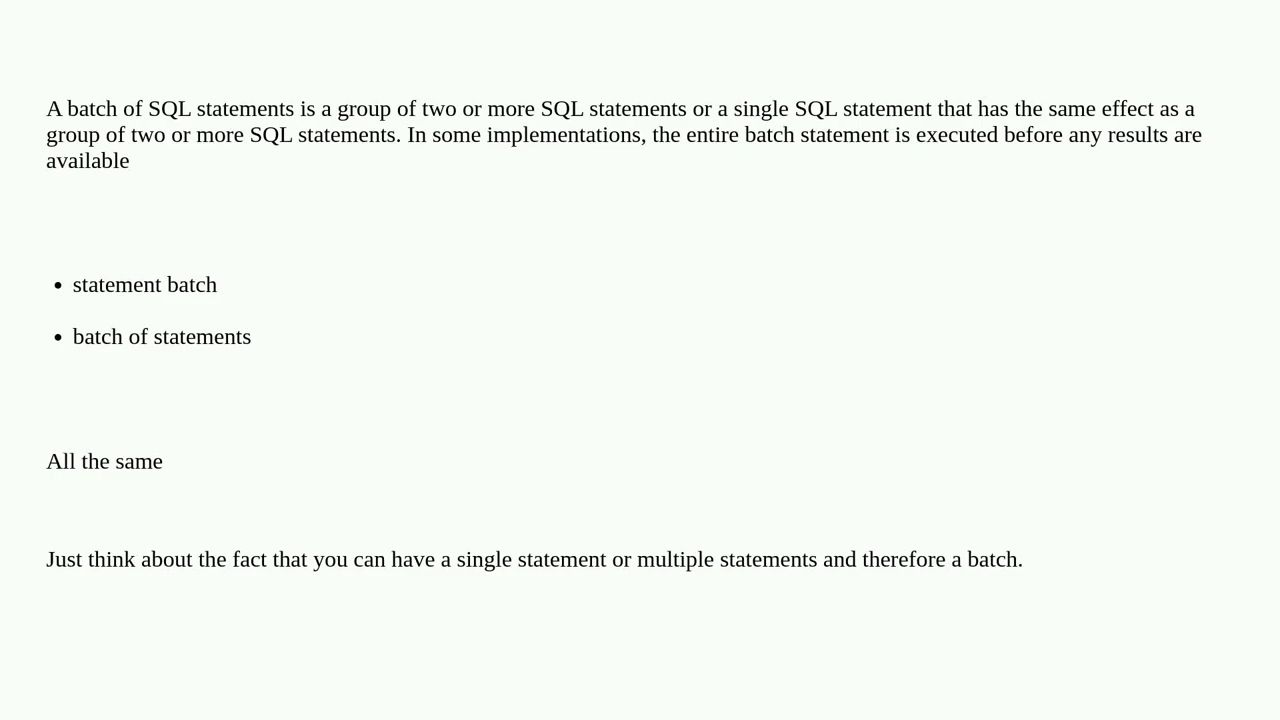 A batch of SQL statements is a group of two or more SQL statements or a single SQL statement that has the same effect as a
group of two or more SQL statements. In some implementations, the entire batch statement is executed before any results are
available
• statement batch
• batch of statements
All the same
Just think about the fact that you can have a single statement or multiple statements and therefore a batch.